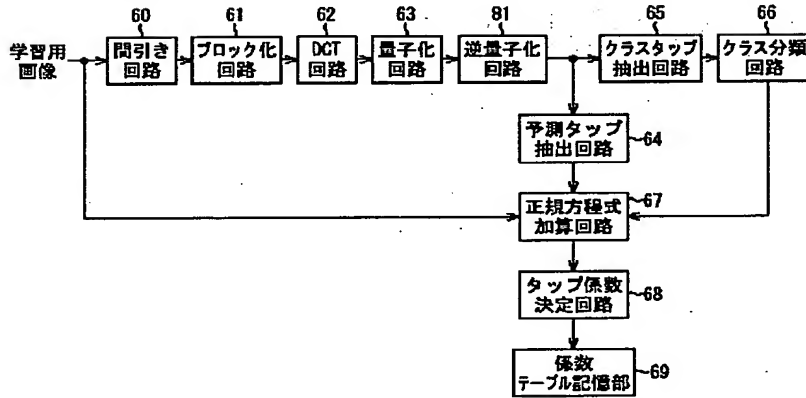 60
61
62
63
81
65
66
学習用
画像
間引き
回路
ブロック化
回路
DCT
回路
量子化
回路
逆量子化
回路
クラスタップ
抽出回路
クラス分類
回路
予測タップ
抽出回路
64
正規方程式
加算回路
67
タップ係数
決定回路
68
係数
テーブル記憶部
69